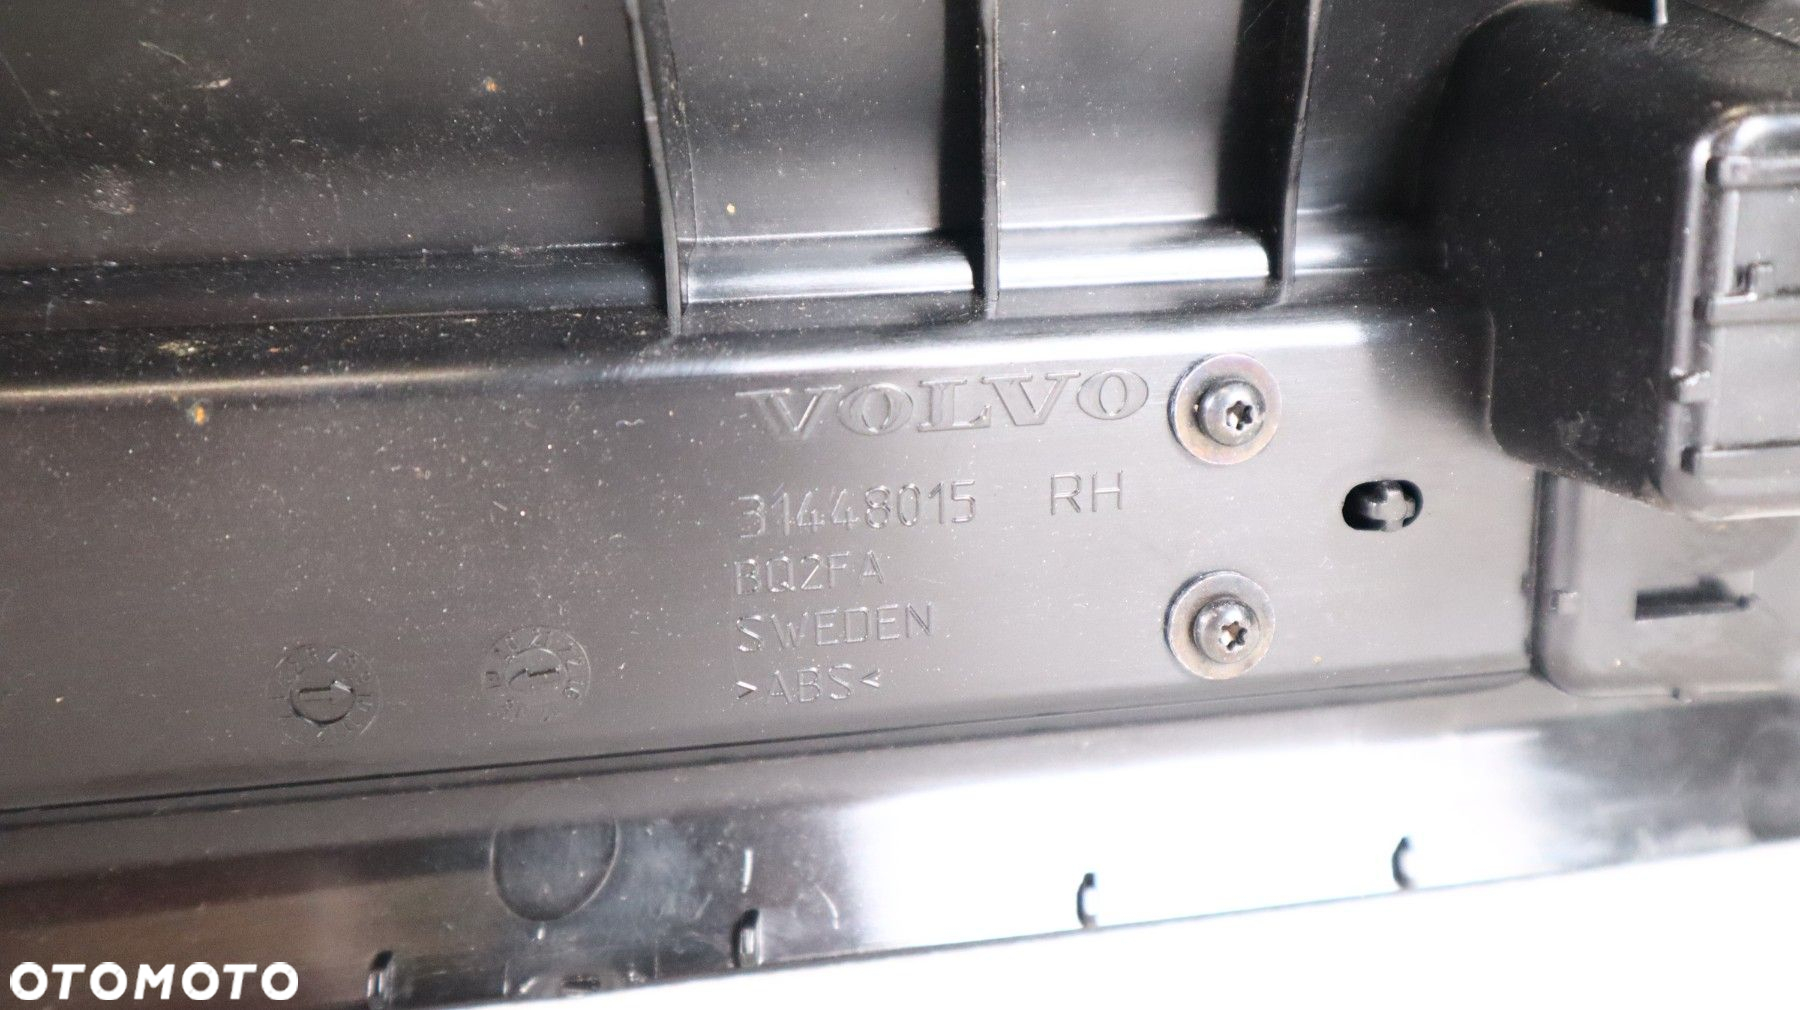 VOLVO
31448015 RH
BQ2FA
SWEDEN
>ABS<
OTOMOTO